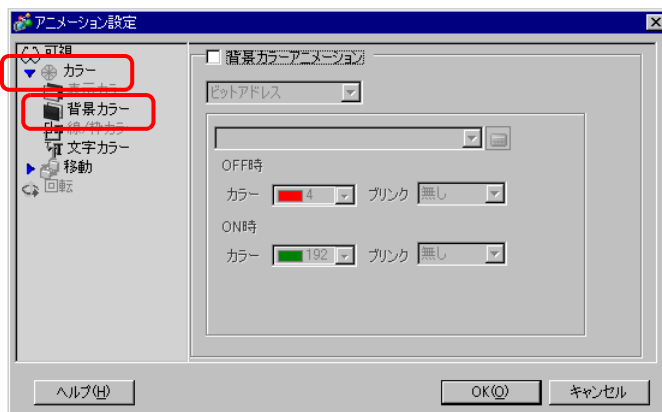 アニメーション設定
可視
カラー
表示カラー
背景カラー
線/枠カラー
文字カラー
移動
回転
背景カラーアニメーション
ビットアドレス
OFF時
カラー 4 ブリンク 無し
ON時
カラー 192 ブリンク 無し
ヘルプ(H)
OK(O)
キャンセル